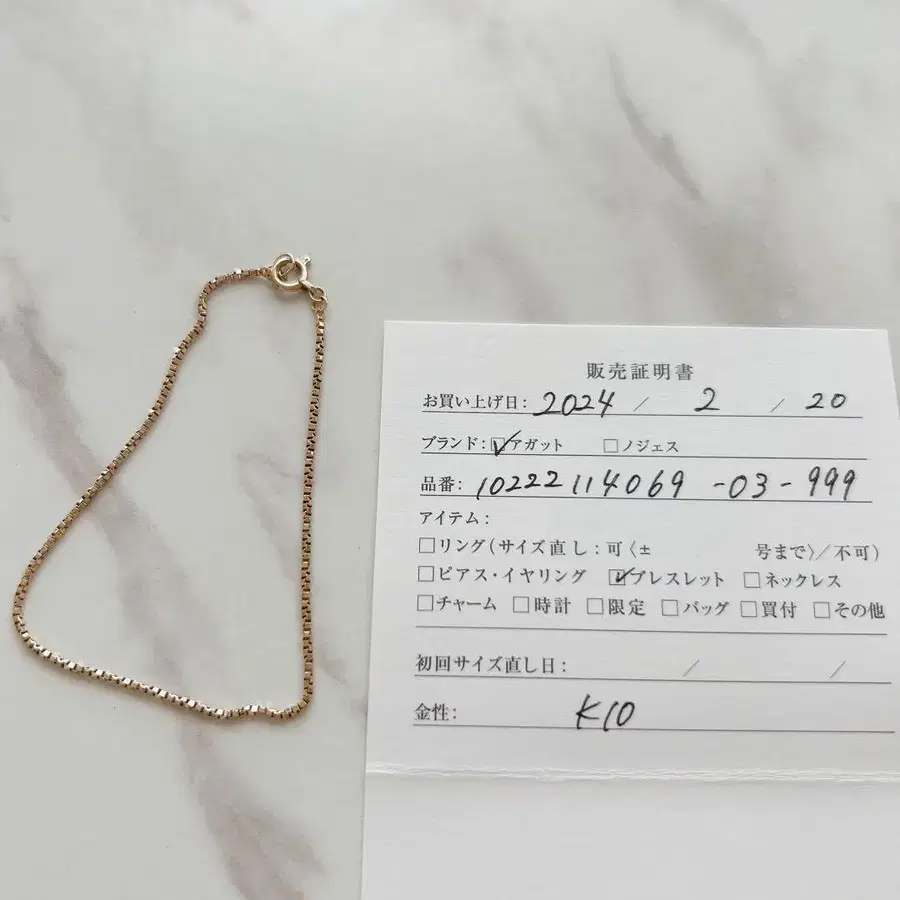 販売証明書
お買い上げ日: 2024 / 2 / 20
ブランド: ☑アガット □ノジェス
品番: 10222114069 -03-999
アイテム:
□リング(サイズ直し:可〈± 号まで〉/不可)
□ピアス・イヤリング ☑ブレスレット □ネックレス
□チャーム □時計 □限定 □バッグ □買付 □その他
初回サイズ直し日: / /
金性: K10